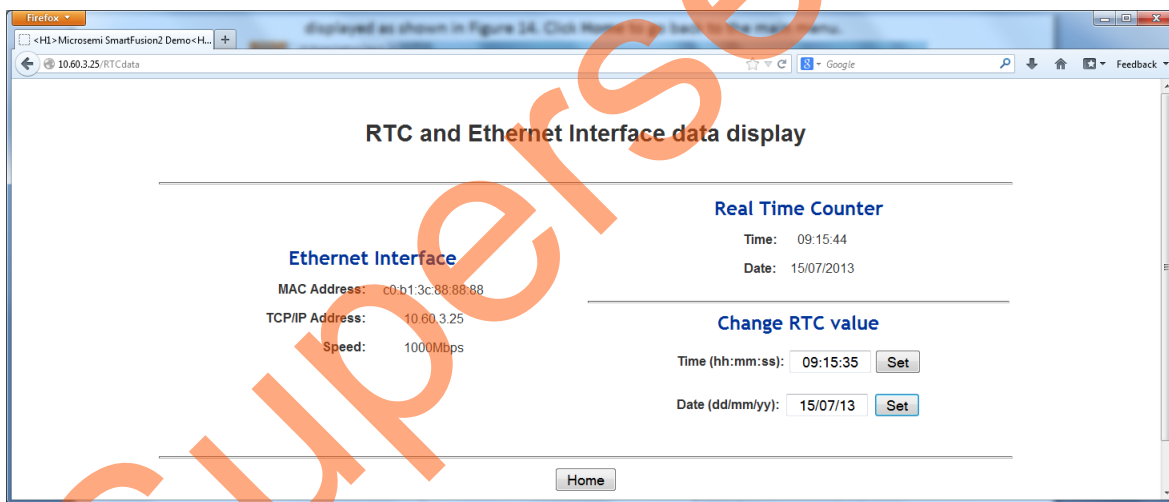 Firefox
displayed as shown in Figure 14. Click Home to go back to the main menu.
<H1>Microsemi SmartFusion2 Demo<H... +
10.60.3.25/RTCdata
Google
Feedback
RTC and Ethernet Interface data display
Ethernet Interface
MAC Address: c0:b1:3c:88:88:88
TCP/IP Address: 10.60.3.25
Speed: 1000Mbps
Real Time Counter
Time: 09:15:44
Date: 15/07/2013
Change RTC value
Time (hh:mm:ss): 09:15:35 Set
Date (dd/mm/yy): 15/07/13 Set
Home
Superse